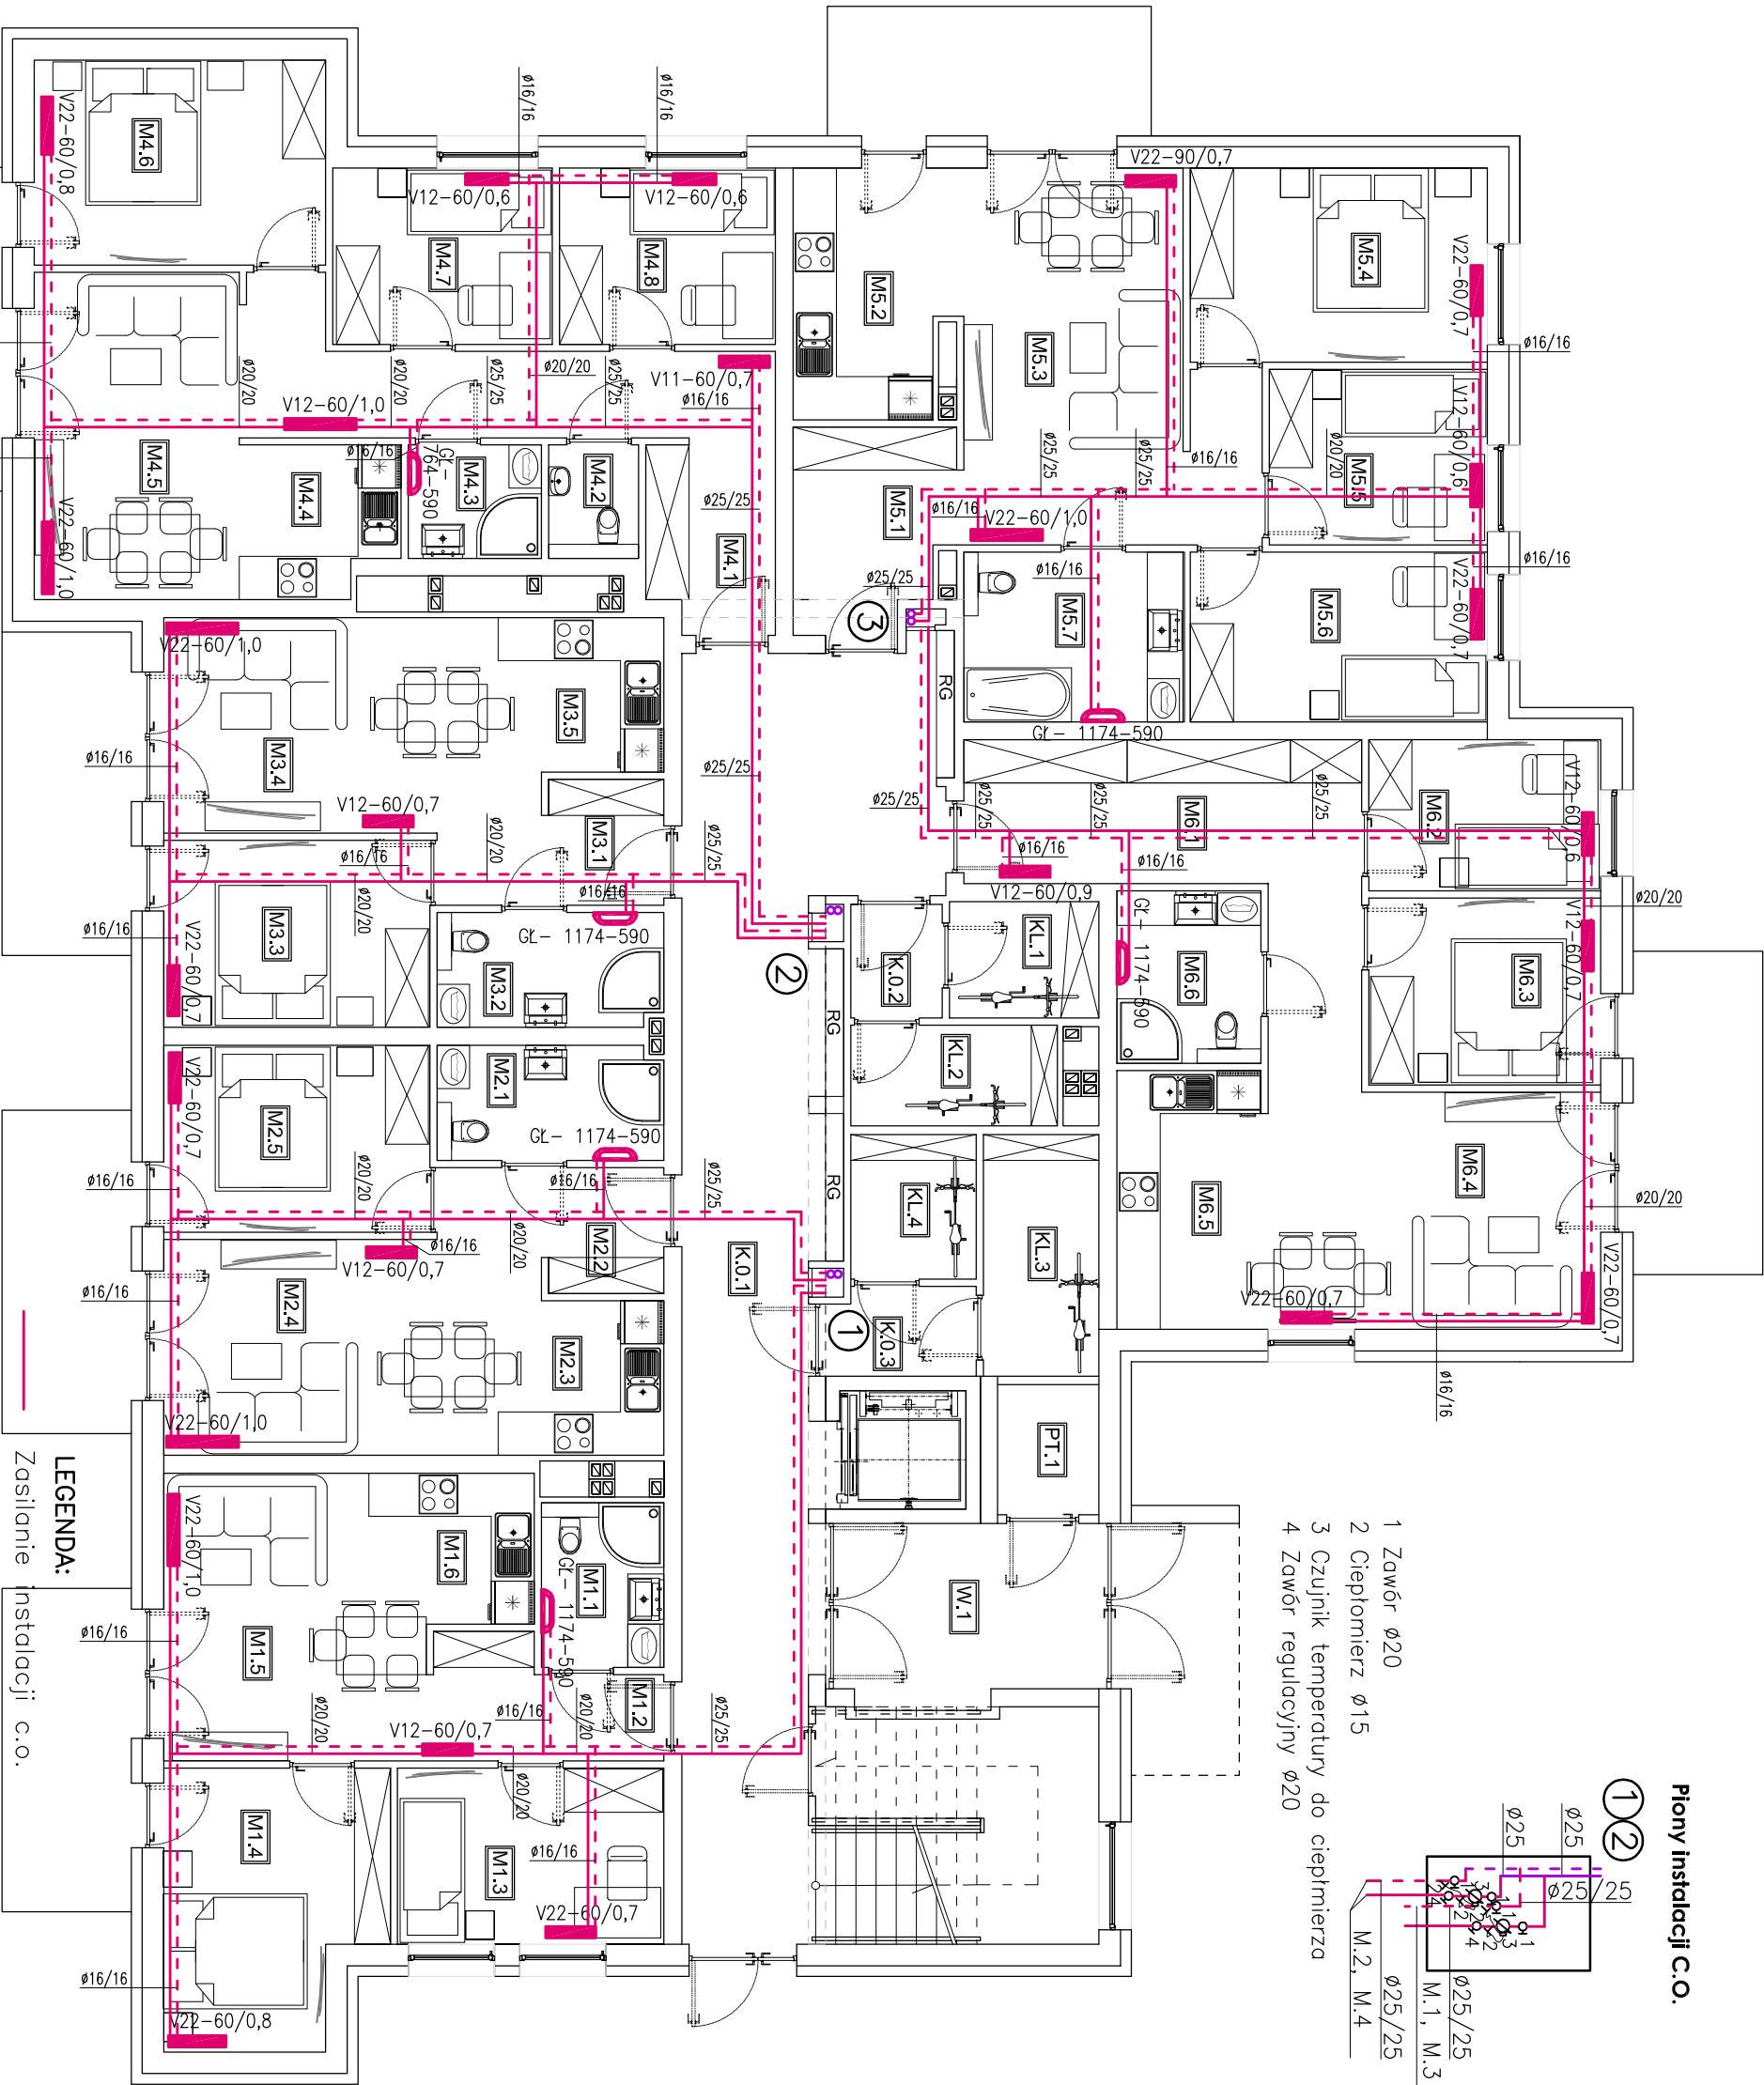 Piony instalacji C.O.
1 2
ø25
ø25
ø25/25
1
3
2
4
ø25/25
M.1, M.3
ø25/25
M.2, M.4
1 Zawór ø20
2 Ciepłomierz ø15
3 Czujnik temperatury do ciepłmierza
4 Zawór regulacyjny ø20
V22-90/0,7
M5.4
V22-60/0,7
ø16/16
V12-60/0,6
M5.5
ø20/20
ø16/16
V22-60/0,7
M5.6
M5.2
M5.3
ø25/25
ø25/25
ø16/16
M5.1
ø16/16
V22-60/1,0
ø16/16
M5.7
ø25/25
3
RG
GŁ- 1174-590
ø25/25
ø25/25
ø25/25
ø25/25
M6.1
M6.2
V12-60/0,6
ø20/20
V12-60/0,7
M6.3
ø16/16
V12-60/0,9
ø16/16
GŁ- 1174-590
M6.6
M6.4
M6.5
ø20/20
V22-60/0,7
V22-60/0,7
ø16/16
ø16/16
ø16/16
M4.6
V22-60/0,8
V12-60/0,6
V12-60/0,6
M4.7
M4.8
V11-60/0,7
ø16/16
ø20/20
ø20/20
ø25/25
ø20/20
ø25/25
V12-60/1,0
ø16/16
GŁ-
764-590
M4.3
M4.2
M4.5
M4.4
V22-60/1,0
ø25/25
M4.1
V22-60/1,0
M3.5
M3.4
ø16/16
V12-60/0,7
ø16/16
ø20/20
M3.1
ø25/25
ø25/25
ø20/20
ø16/16
ø16/16
M3.3
V22-60/0,7
GŁ- 1174-590
M3.2
2
RG
K.0.2
KL.1
KL.2
M2.1
GŁ- 1174-590
V22-60/0,7
M2.5
ø16/16
ø20/20
ø16/16
ø25/25
RG
KL.4
KL.3
ø16/16
V12-60/0,7
ø20/20
M2.2
K.0.1
ø16/16
M2.4
M2.3
V22-60/1,0
1
K.0.3
PT.1
W.1
V22-60/1,0
M1.6
M1.1
GŁ- 1174-590
M1.5
ø16/16
ø20/20
V12-60/0,7
ø16/16
ø20/20
M1.2
ø25/25
ø20/20
M1.4
M1.3
ø16/16
V22-60/0,7
ø16/16
V22-60/0,8
LEGENDA:
Zasilanie instalacji c.o.